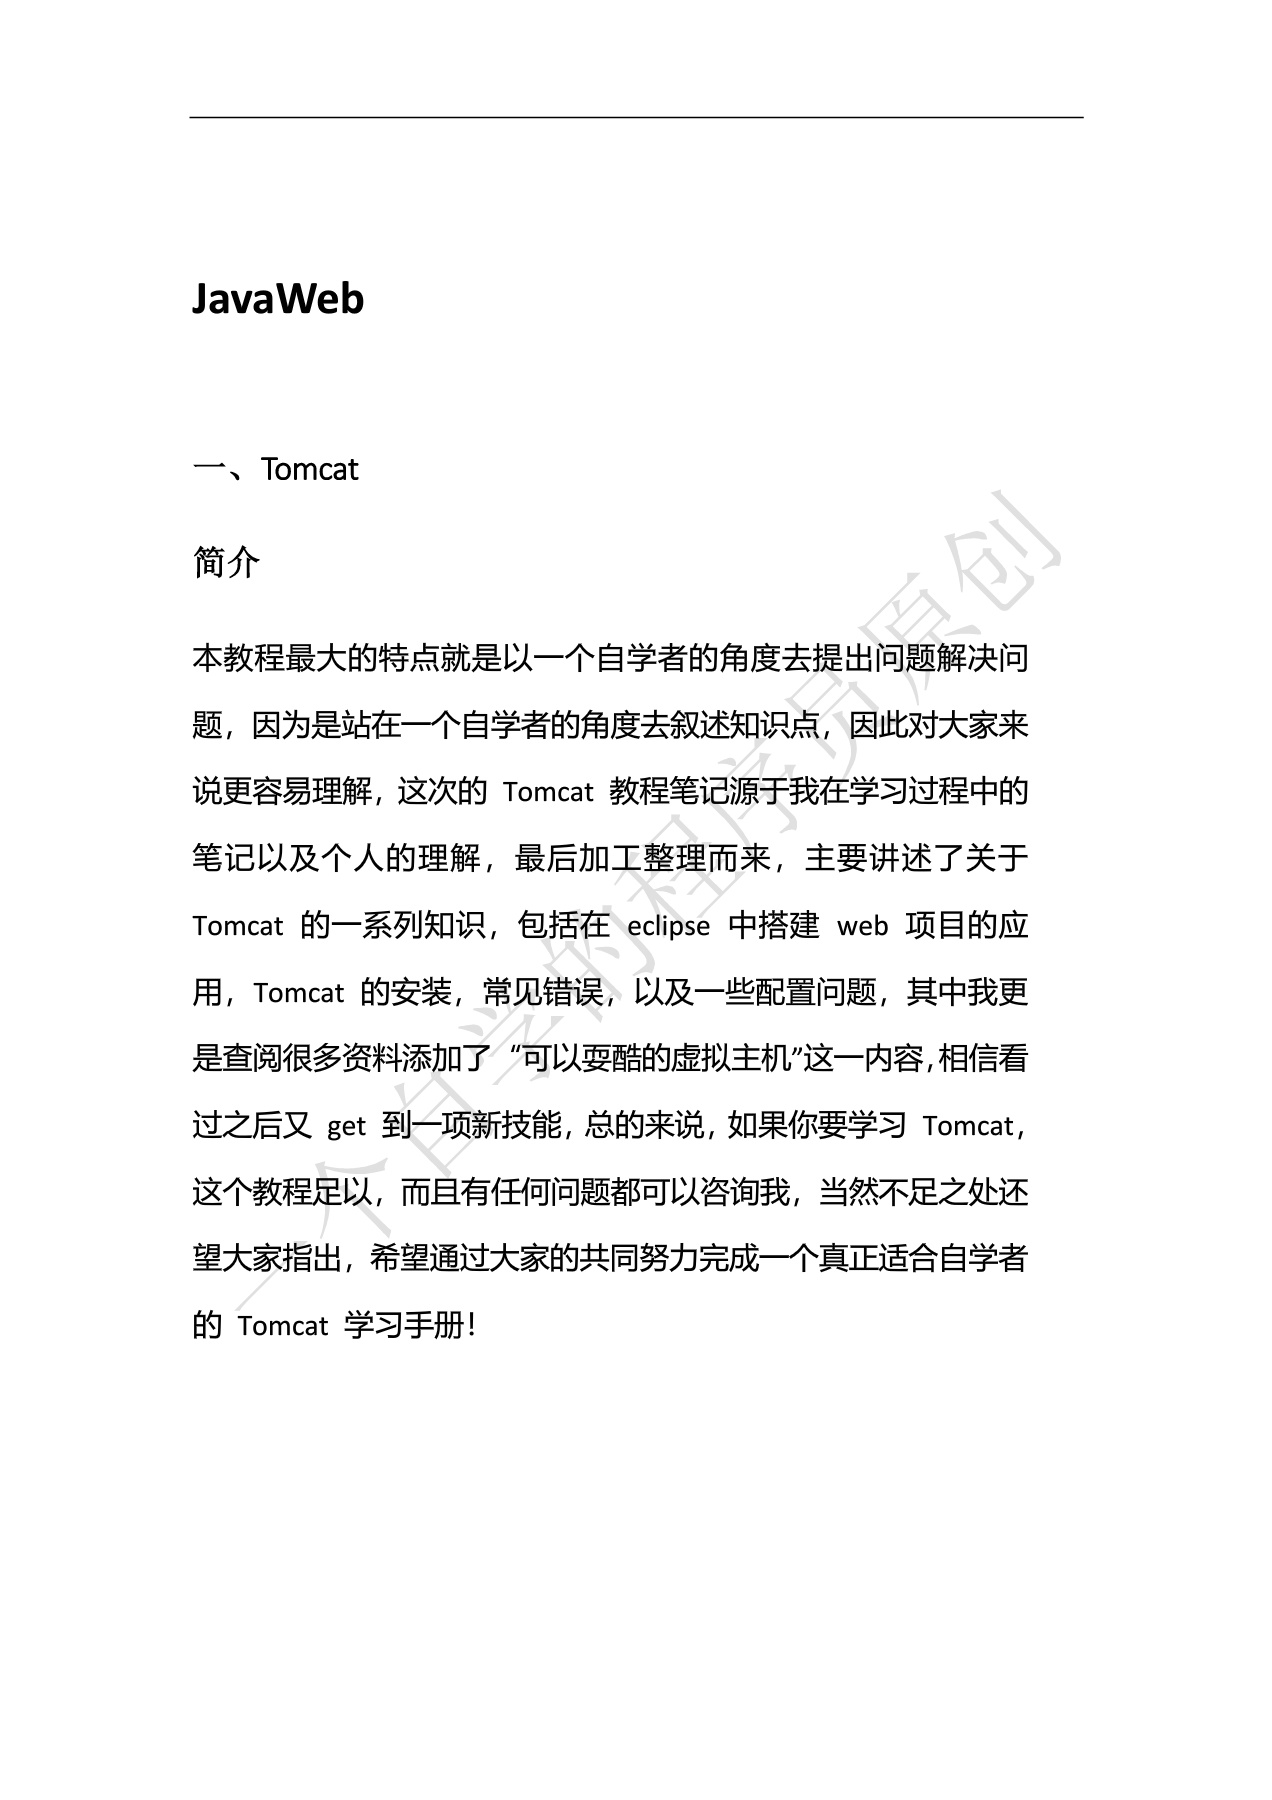 JavaWeb
一、Tomcat
简介
本教程最大的特点就是以一个自学者的角度去提出问题解决问
题，因为是站在一个自学者的角度去叙述知识点，因此对大家来
说更容易理解，这次的 Tomcat 教程笔记源于我在学习过程中的
笔记以及个人的理解，最后加工整理而来，主要讲述了关于
Tomcat 的一系列知识，包括在 eclipse 中搭建 web 项目的应
用，Tomcat 的安装，常见错误，以及一些配置问题，其中我更
是查阅很多资料添加了 “可以耍酷的虚拟主机”这一内容，相信看
过之后又 get 到一项新技能，总的来说，如果你要学习 Tomcat，
这个教程足以，而且有任何问题都可以咨询我，当然不足之处还
望大家指出，希望通过大家的共同努力完成一个真正适合自学者
的 Tomcat 学习手册！
一个自学的程序员原创